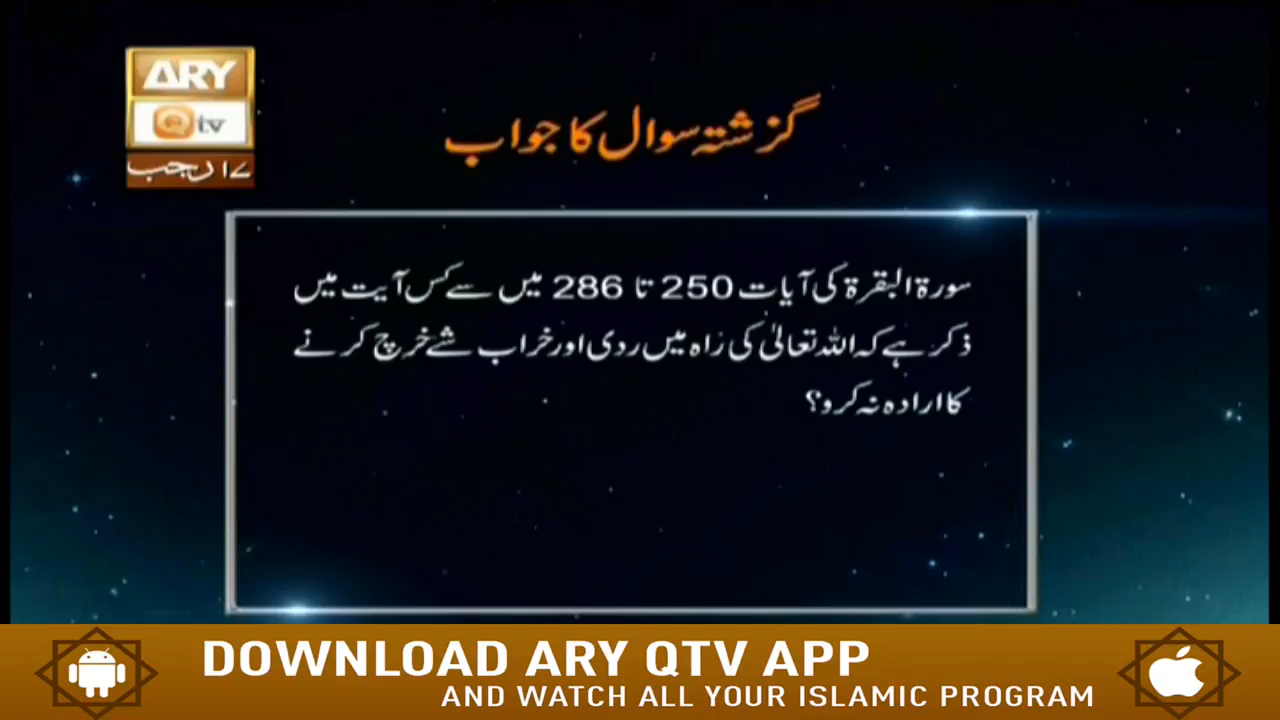 ARY
Qtv
۱۷ رجب
گزشتہ سوال کا جواب
سورۃ البقرۃ کی آیات 250 تا 286 میں سے کس آیت میں
ذکر ہے کہ اللہ تعالیٰ کی راہ میں ردی اور خراب شے خرچ کرنے
کا ارادہ نہ کرو؟
DOWNLOAD ARY QTV APP
AND WATCH ALL YOUR ISLAMIC PROGRAM